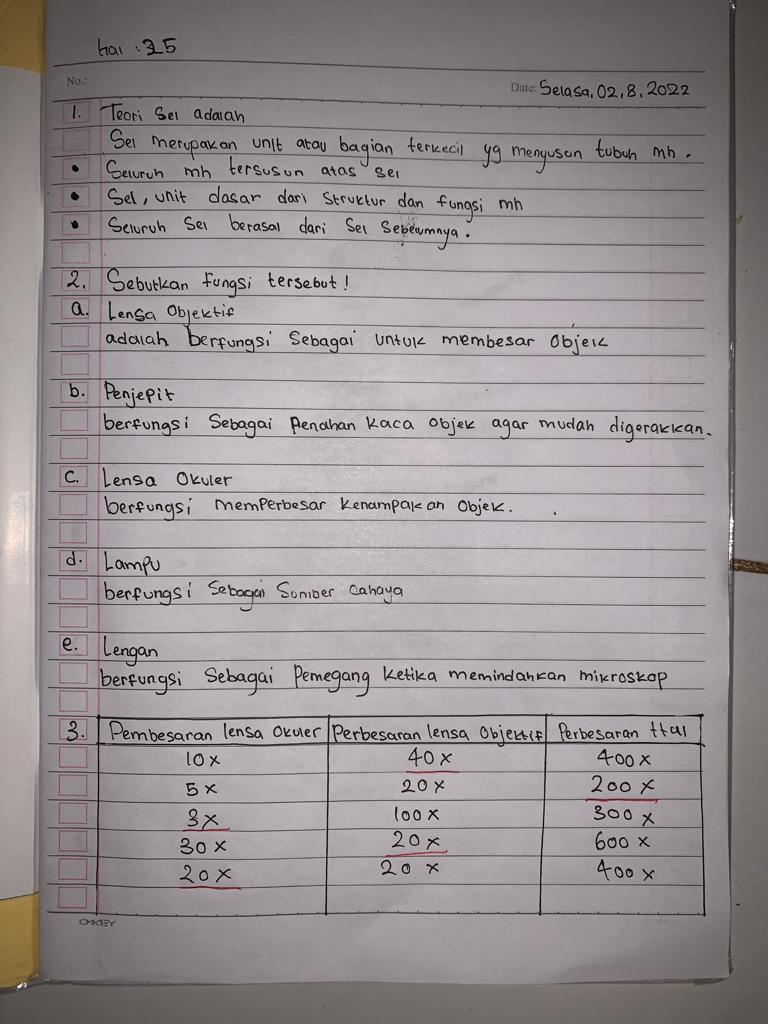 hal : 35
No.:
Date: Selasa, 02, 8, 2022
1. Teori Sel adalah
Sel merupakan unit atau bagian terkecil yg menyusun tubuh mh.
• Seluruh mh tersusun atas sel
• Sel, unit dasar dari Struktur dan fungsi mh
• Seluruh Sel berasal dari Sel Sebelumnya.
2. Sebutkan fungsi tersebut!
a. Lensa Objektif
adalah berfungsi Sebagai untuk membesar Objek
b. Penjepit
berfungsi Sebagai Penahan kaca Objek agar mudah digerakkan.
c. Lensa Okuler
berfungsi memperbesar kenampakan Objek.
d. Lampu
berfungsi Sebagai Sumber Cahaya
e. Lengan
berfungsi Sebagai Pemegang ketika memindahkan mikroskop
3. Pembesaran lensa Okuler Perbesaran lensa Objektif Perbesaran ttal
10x 40x 400x
5x 20x 200x
3x 100x 300x
30x 20x 600x
20x 20x 400x
OKEY